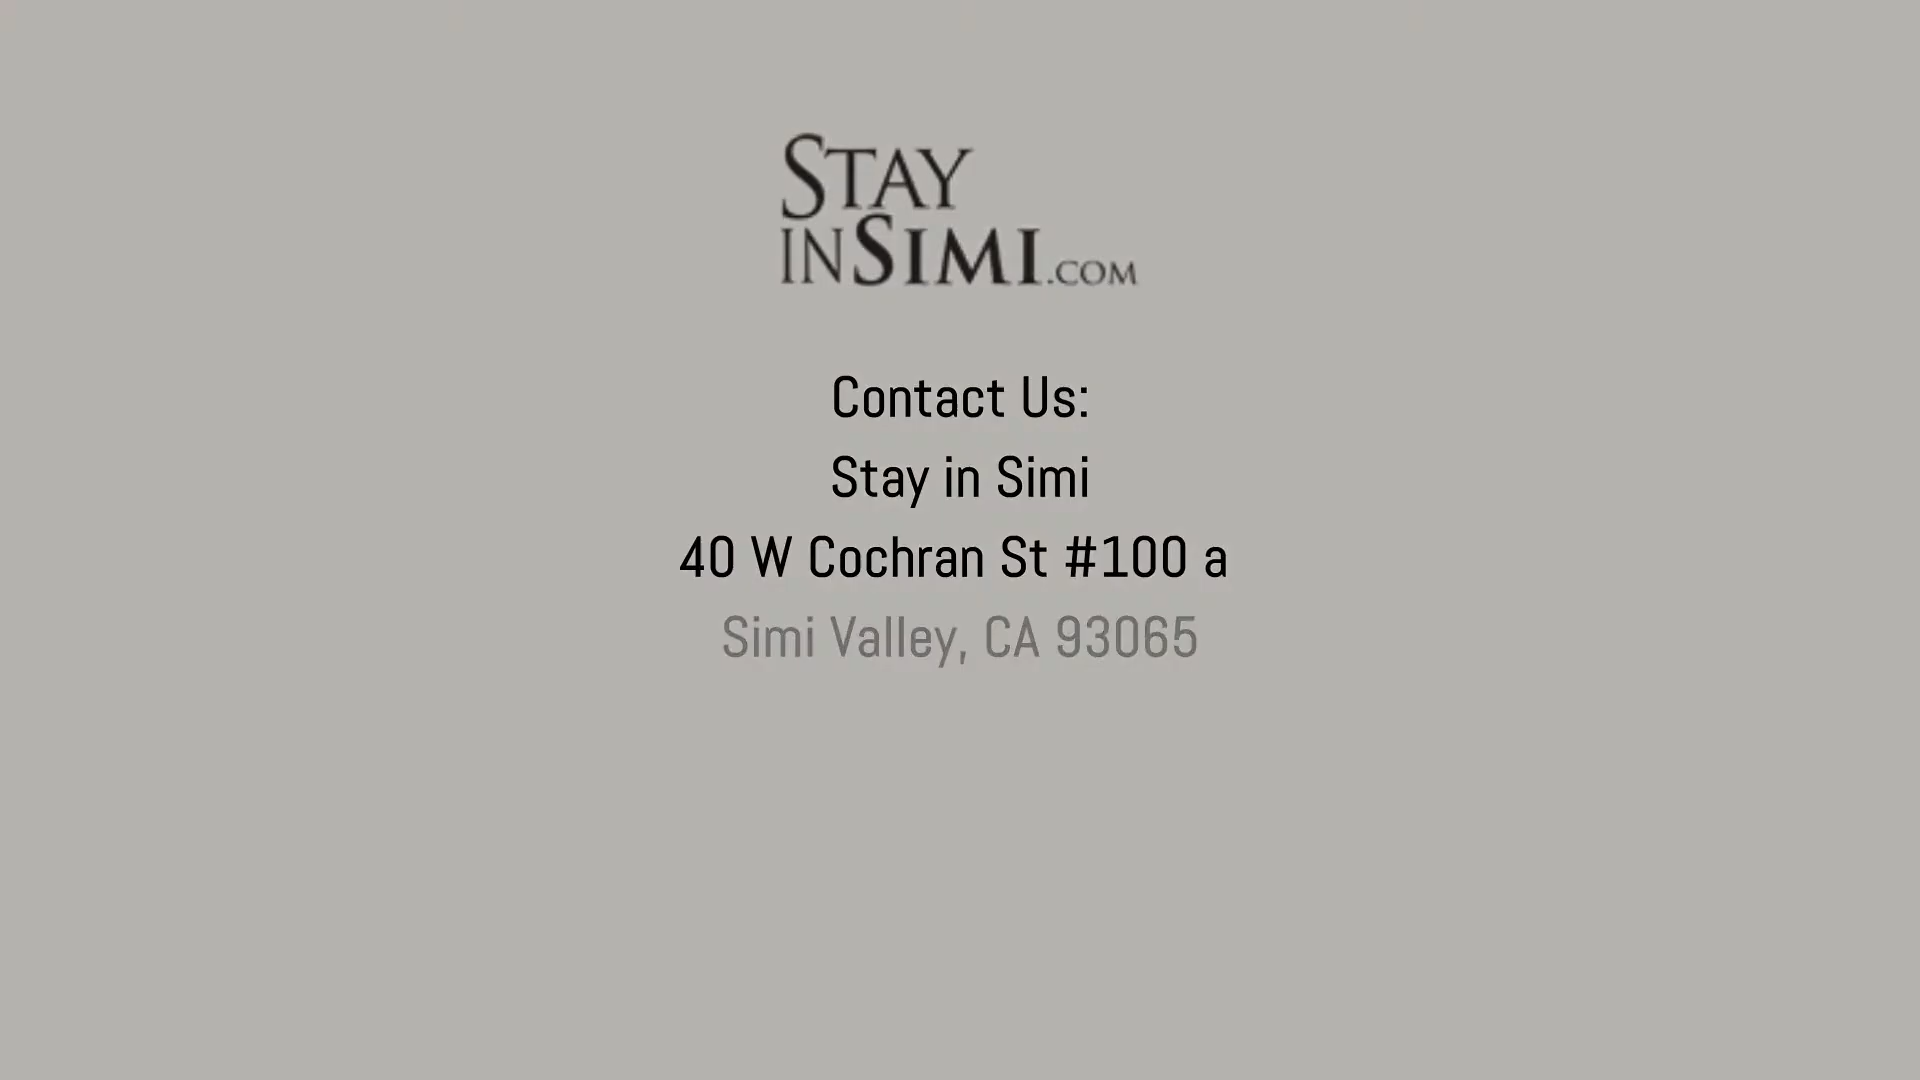 STAY
INSIMI.COM
Contact Us:
Stay in Simi
40 W Cochran St #100 a
Simi Valley, CA 93065